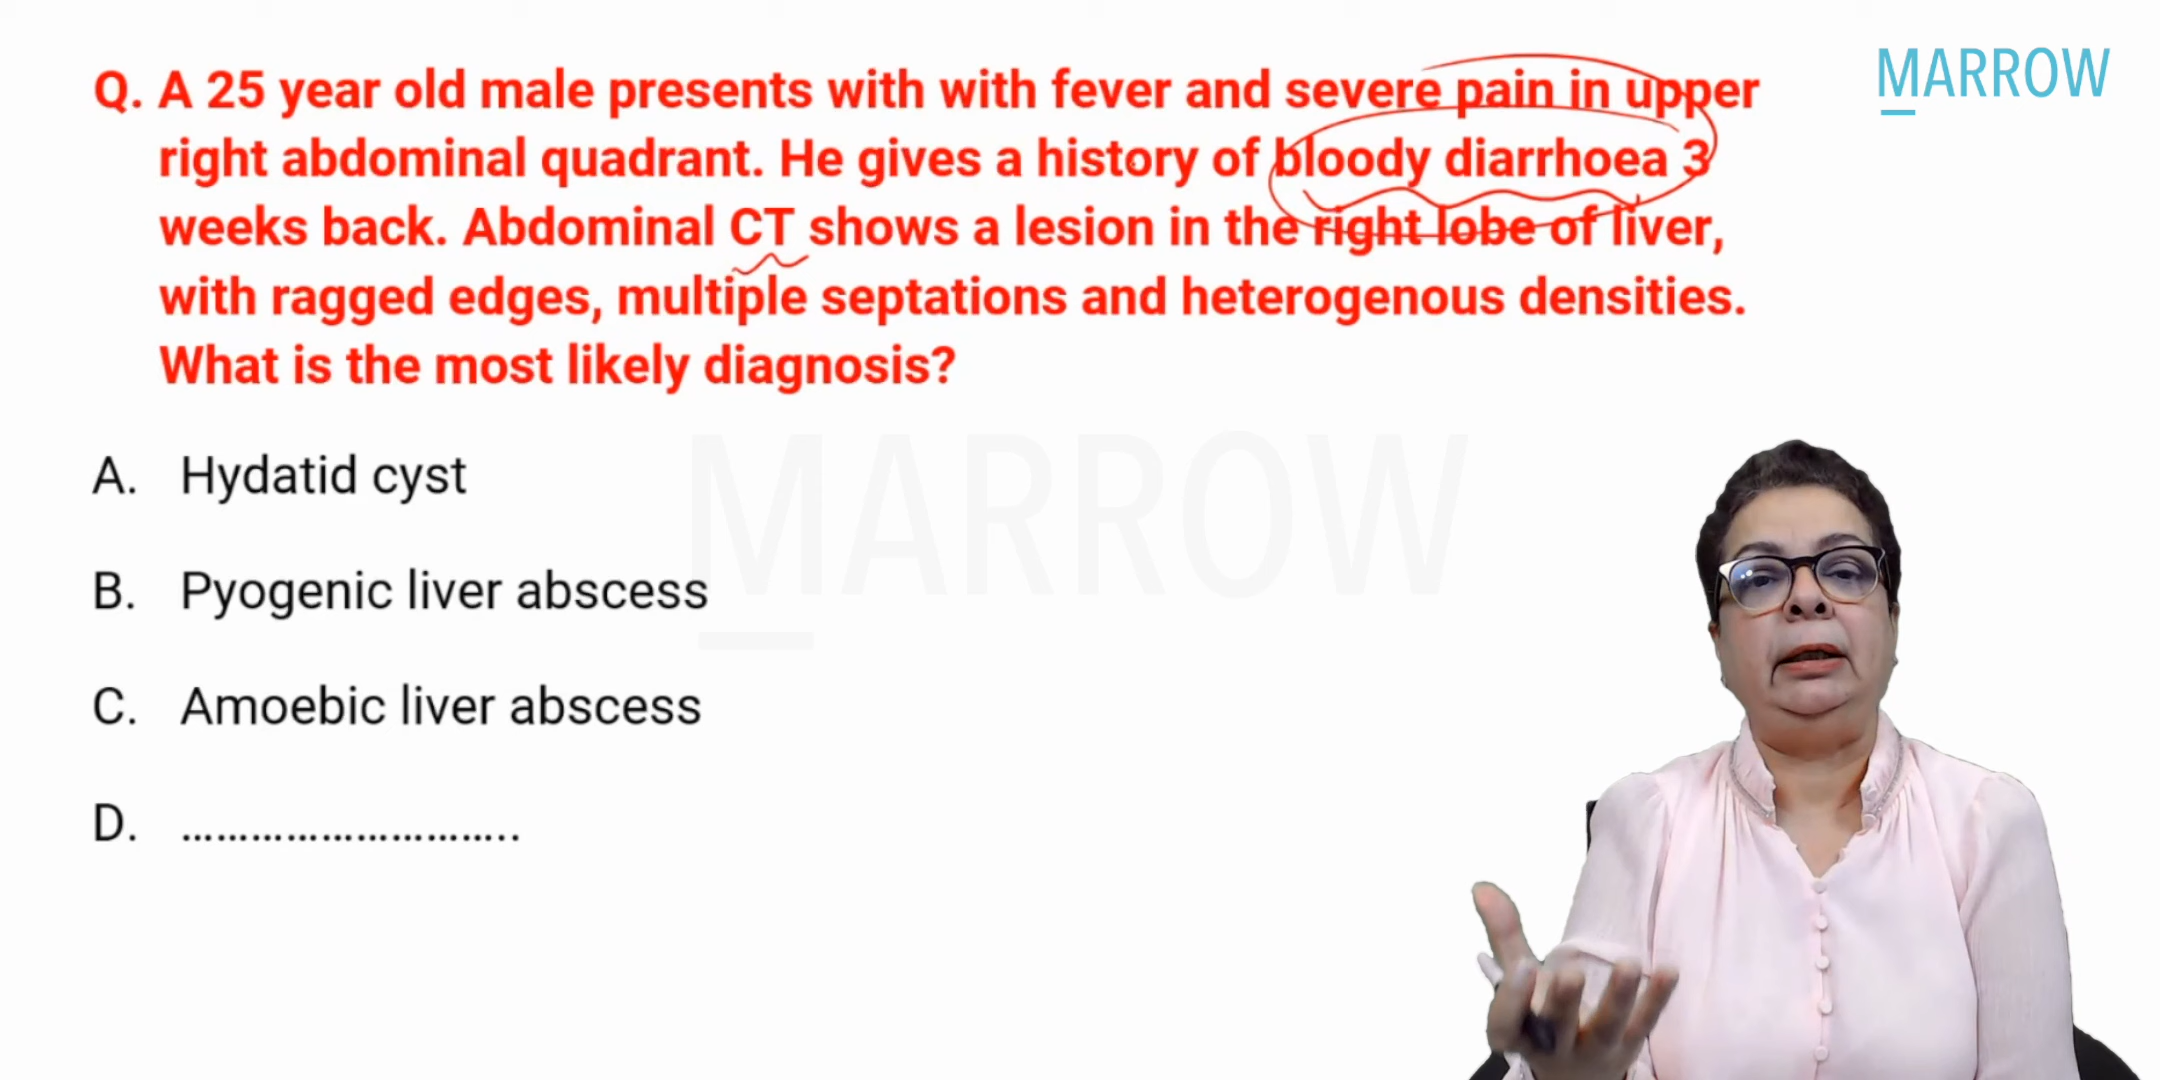 MARROW
Q. A 25 year old male presents with with fever and severe pain in upper
right abdominal quadrant. He gives a history of bloody diarrhoea 3
weeks back. Abdominal CT shows a lesion in the right lobe of liver,
with ragged edges, multiple septations and heterogenous densities.
What is the most likely diagnosis?
MARROW
A. Hydatid cyst
B. Pyogenic liver abscess
C. Amoebic liver abscess
D. ………………………..